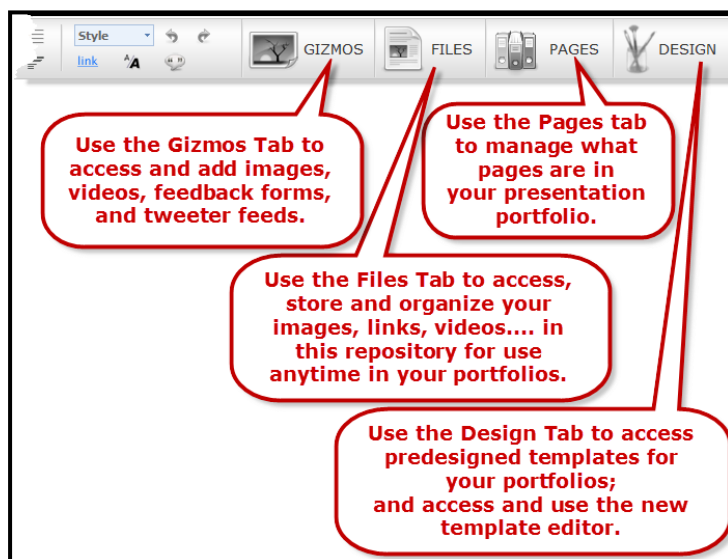 Style
link
AA
GIZMOS
FILES
PAGES
DESIGN
Use the Gizmos Tab to
access and add images,
videos, feedback forms,
and tweeter feeds.
Use the Pages tab
to manage what
pages are in
your presentation
portfolio.
Use the Files Tab to access,
store and organize your
images, links, videos.... in
this repository for use
anytime in your portfolios.
Use the Design Tab to access
predesigned templates for
your portfolios;
and access and use the new
template editor.